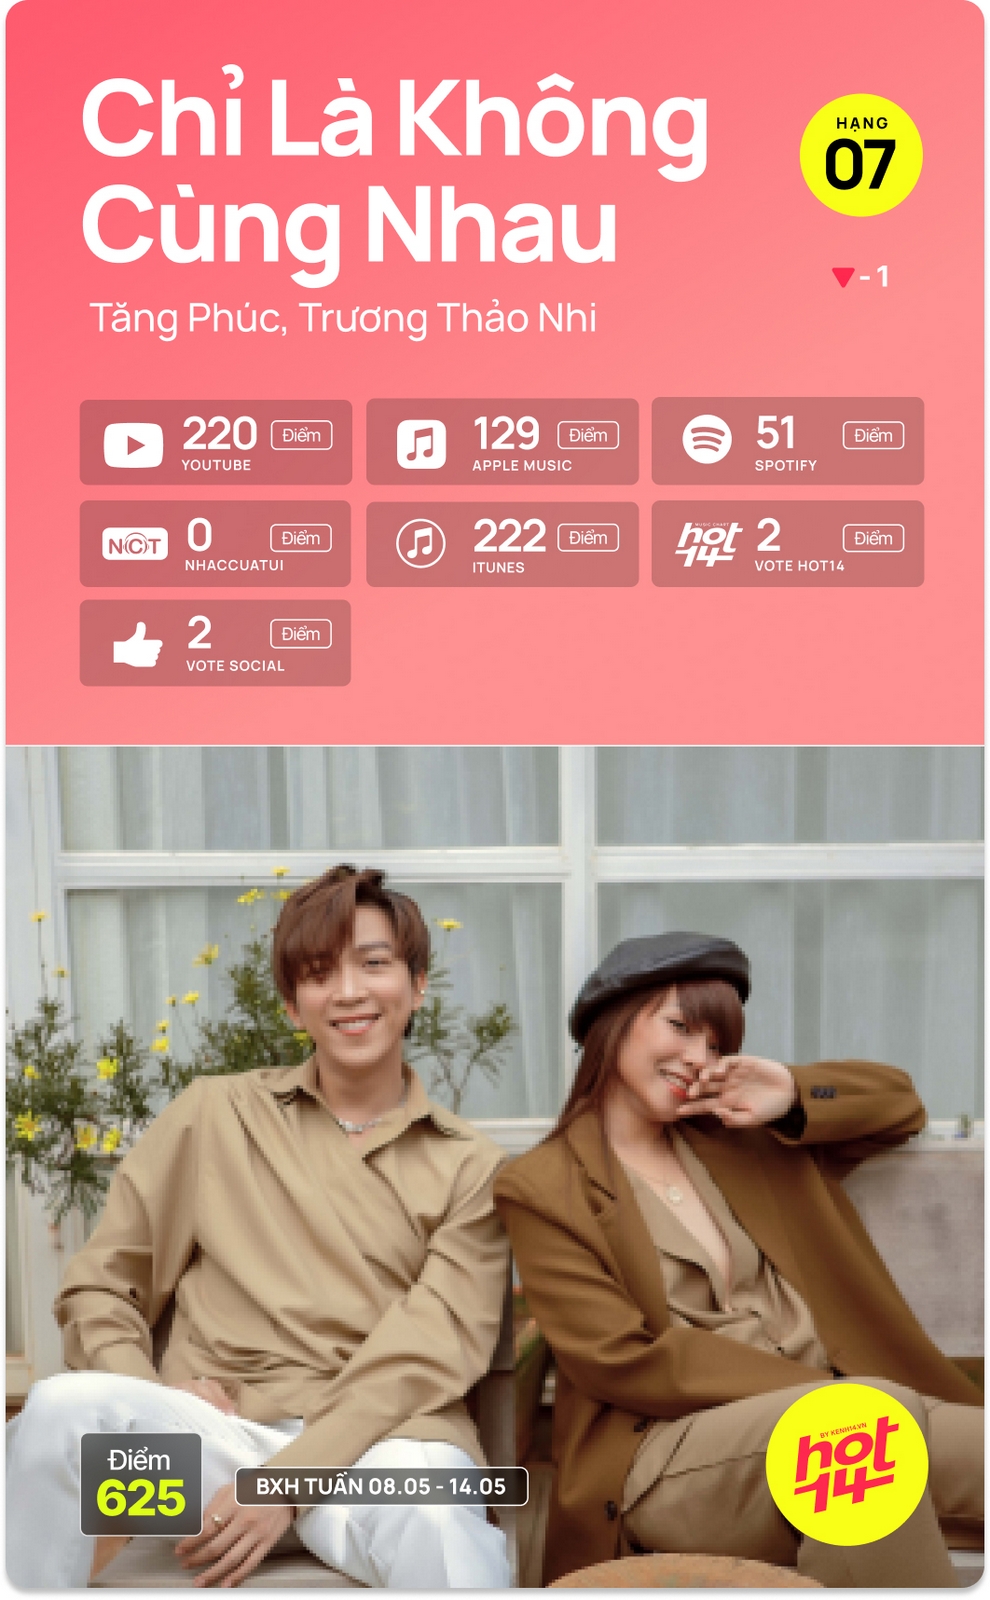 Chỉ Là Không
Cùng Nhau
Tăng Phúc, Trương Thảo Nhi
HẠNG
07
- 1
220 Điểm
YOUTUBE
129 Điểm
APPLE MUSIC
51 Điểm
SPOTIFY
NCT
0 Điểm
NHACCUATUI
222 Điểm
ITUNES
MUSIC CHART
hot
14
2 Điểm
VOTE HOT14
2 Điểm
VOTE SOCIAL
Điểm
625
BXH TUẦN 08.05 - 14.05
BY KENH14.VN
hot
14